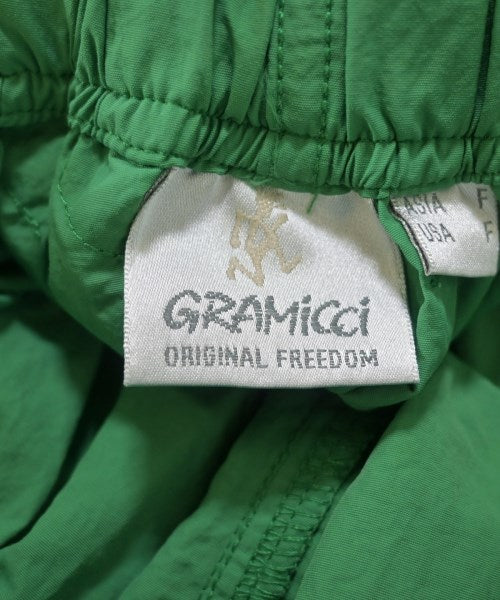 GRAMicci
ORIGINAL FREEDOM
ASIA F
USA F